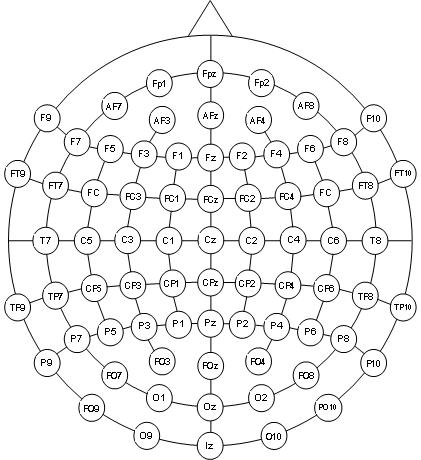 Fpz
Fp1 Fp2
AF7 AF8
AFz
F9 AF3 AF4 F10
F7 F8
F5 F3 F1 Fz F2 F4 F6
FT9 FT10
FT7 FC FC3 FC1 FCz FC2 FC4 FC FT8
T7 C5 C3 C1 Cz C2 C4 C6 T8
CP5 CP3 CP1 CPz CP2 CP4 CP6
TP9 TP7 TP8 TP10
P7 P5 P3 P1 Pz P2 P4 P6 P8
P9 PO3 POz PO4 P10
PO7 PO8
O1 Oz O2
PO9 PO10
O9 O10
Iz